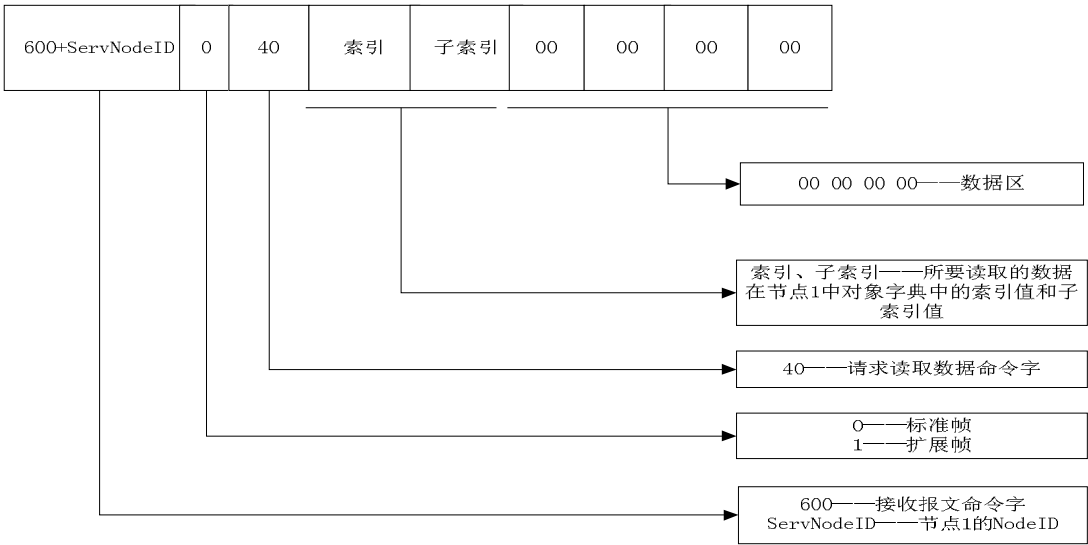 600+ServNodeID 0 40 索引 子索引 00 00 00 00
00 00 00 00——数据区
索引、子索引——所要读取的数据
在节点1中对象字典中的索引值和子
索引值
40——请求读取数据命令字
0——标准帧
1——扩展帧
600——接收报文命令字
ServNodeID——节点1的NodeID